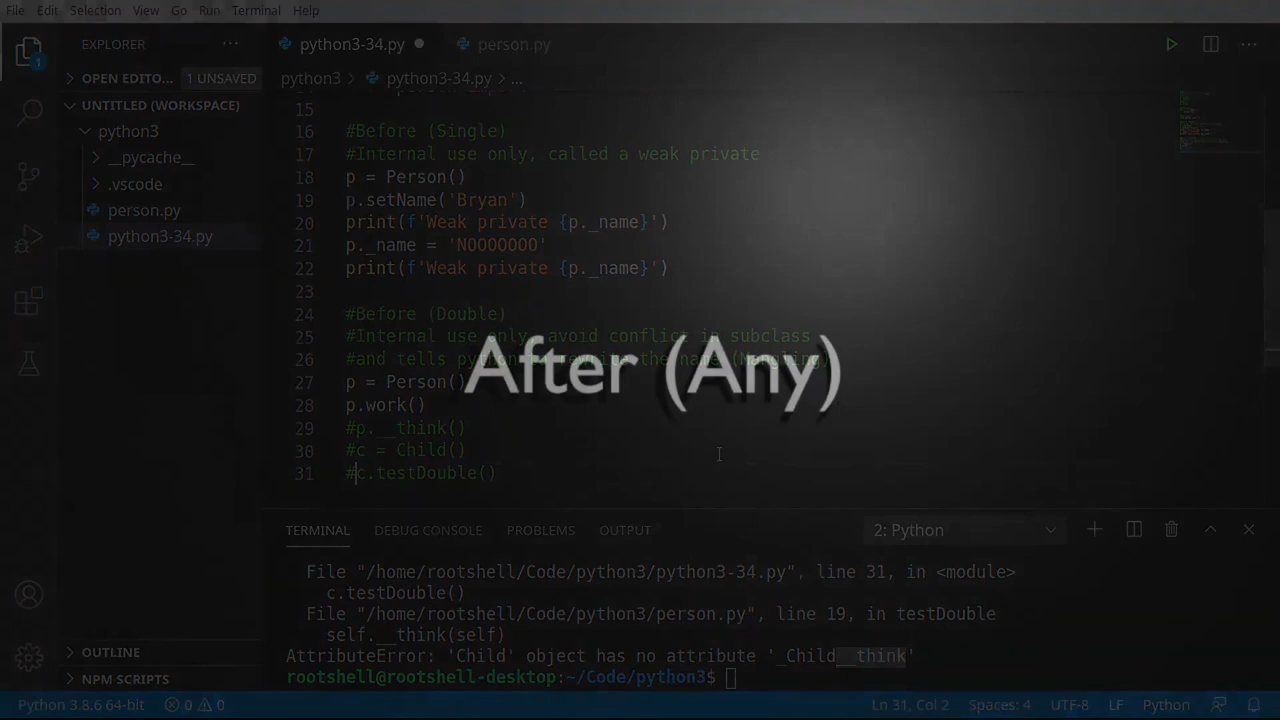 File Edit Selection View Go Run Terminal Help
EXPLORER ...
1
OPEN EDITO... 1 UNSAVED
UNTITLED (WORKSPACE)
python3
__pycache__
.vscode
person.py
python3-34.py
OUTLINE
NPM SCRIPTS
python3-34.py person.py
python3 > python3-34.py > ...
15
16 #Before (Single)
17 #Internal use only, called a weak private
18 p = Person()
19 p.setName('Bryan')
20 print(f'Weak private {p._name}')
21 p._name = 'NOOOOOOO'
22 print(f'Weak private {p._name}')
23
24 #Before (Double)
25 #Internal use only, avoid conflict in subclass
26 #and tells python to rewrite the name (Mangling)
27 p = Person()
28 p.work()
29 #p.__think()
30 #c = Child()
31 #c.testDouble()
After (Any)
TERMINAL DEBUG CONSOLE PROBLEMS OUTPUT 2: Python
File "/home/rootshell/Code/python3/python3-34.py", line 31, in <module>
c.testDouble()
File "/home/rootshell/Code/python3/person.py", line 19, in testDouble
self.__think(self)
AttributeError: 'Child' object has no attribute '_Child__think'
rootshell@rootshell-desktop:~/Code/python3$
Python 3.8.6 64-bit 0 0 Ln 31, Col 2 Spaces: 4 UTF-8 LF Python